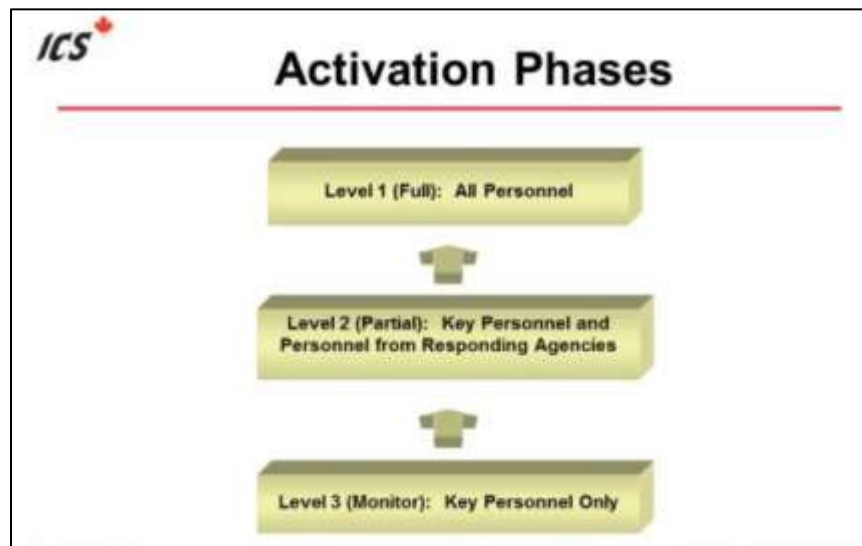 ICS
Activation Phases
Level 1 (Full): All Personnel
Level 2 (Partial): Key Personnel and
Personnel from Responding Agencies
Level 3 (Monitor): Key Personnel Only